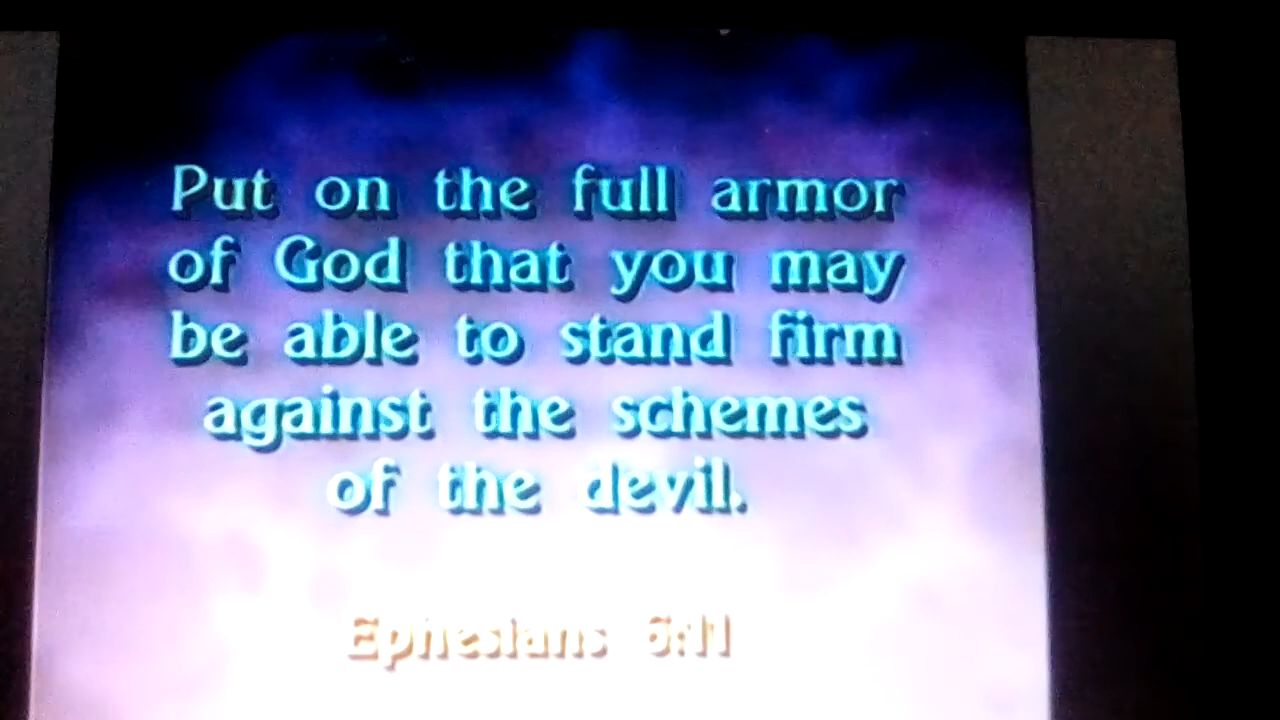 Put on the full armor
of God that you may
be able to stand firm
against the schemes
of the devil.
Ephesians 6:11